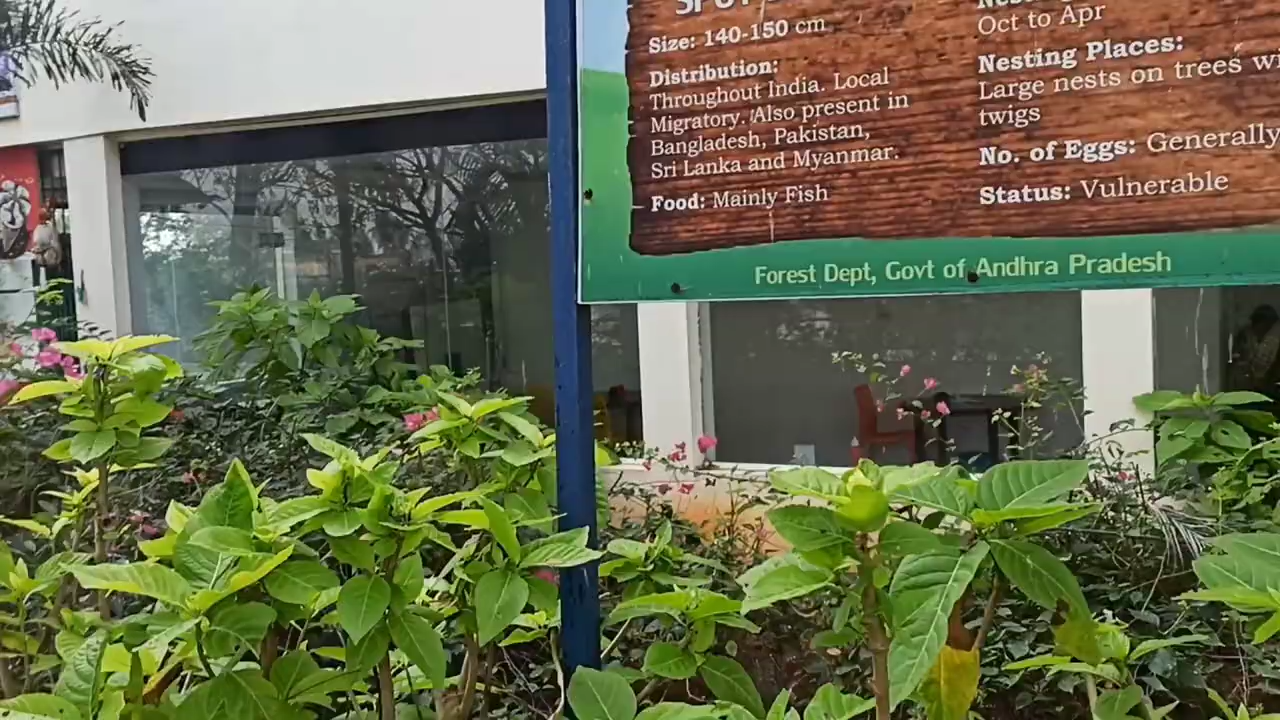 Size: 140-150 cm
Distribution:
Throughout India. Local
Migratory. Also present in
Bangladesh, Pakistan,
Sri Lanka and Myanmar.
Food: Mainly Fish
Oct to Apr
Nesting Places:
Large nests on trees
twigs
No. of Eggs: Generally
Status: Vulnerable
Forest Dept, Govt of Andhra Pradesh